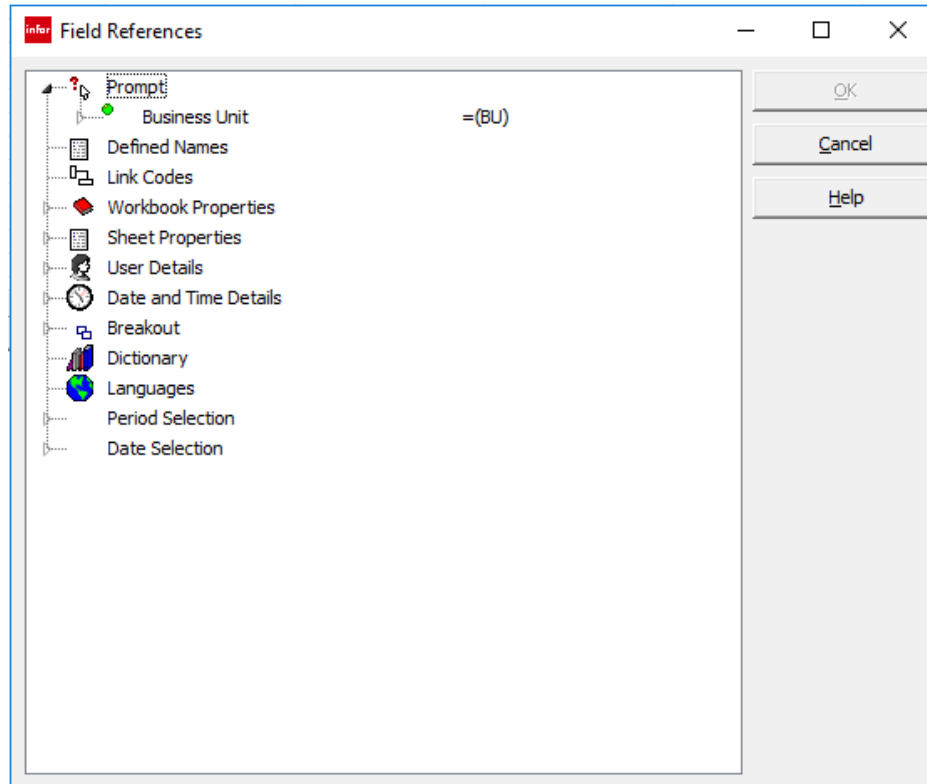 infor Field References
Prompt
Business Unit =(BU)
Defined Names
Link Codes
Workbook Properties
Sheet Properties
User Details
Date and Time Details
Breakout
Dictionary
Languages
Period Selection
Date Selection
OK
Cancel
Help